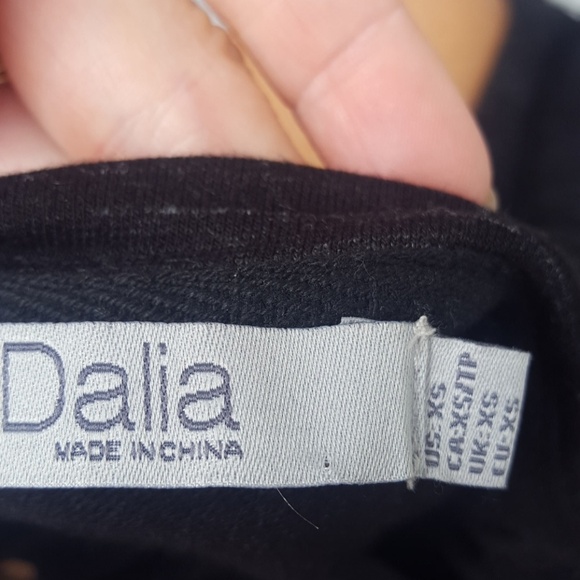 Dalia
MADE IN CHINA
US-XS
CA-XS/TP
UK-XS
EU-XS